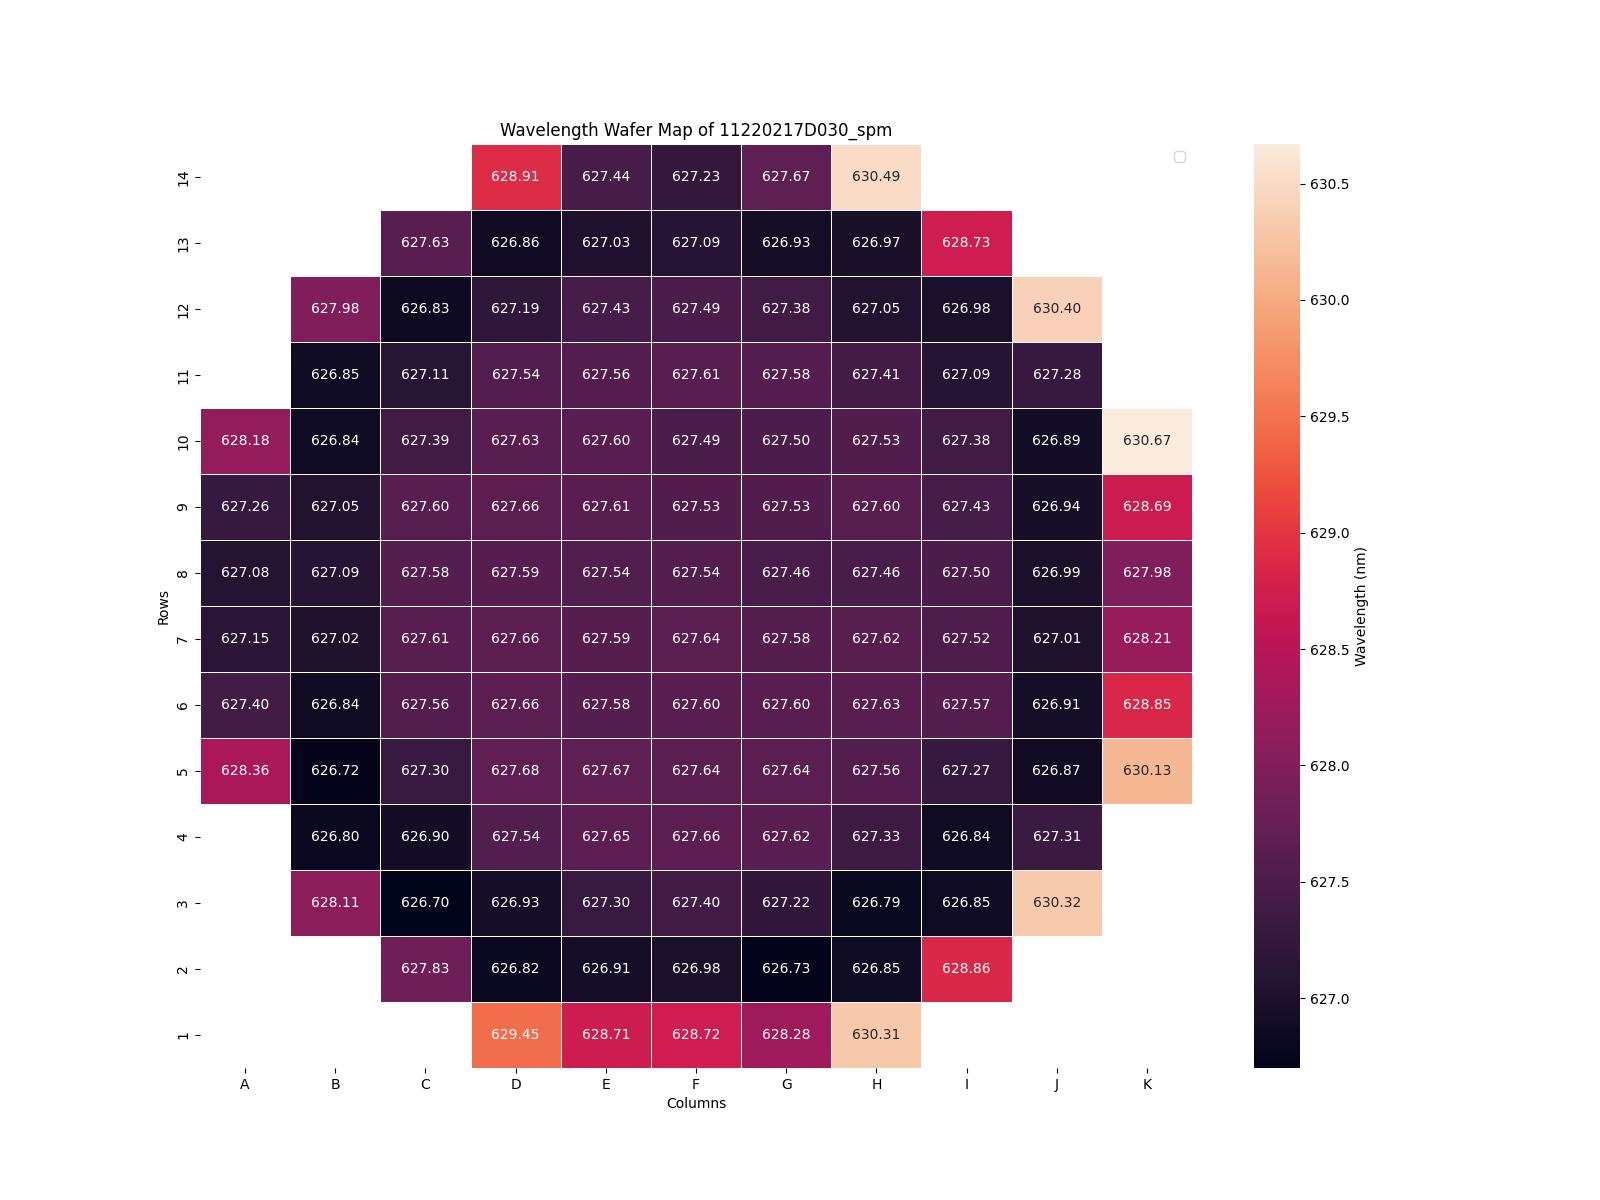 Wavelength Wafer Map of 11220217D030_spm
14 628.91 627.44 627.23 627.67 630.49
13 627.63 626.86 627.03 627.09 626.93 626.97 628.73
12 627.98 626.83 627.19 627.43 627.49 627.38 627.05 626.98 630.40
11 626.85 627.11 627.54 627.56 627.61 627.58 627.41 627.09 627.28
10 628.18 626.84 627.39 627.63 627.60 627.49 627.50 627.53 627.38 626.89 630.67
9 627.26 627.05 627.60 627.66 627.61 627.53 627.53 627.60 627.43 626.94 628.69
8 627.08 627.09 627.58 627.59 627.54 627.54 627.46 627.46 627.50 626.99 627.98
7 627.15 627.02 627.61 627.66 627.59 627.64 627.58 627.62 627.52 627.01 628.21
6 627.40 626.84 627.56 627.66 627.58 627.60 627.60 627.63 627.57 626.91 628.85
5 628.36 626.72 627.30 627.68 627.67 627.64 627.64 627.56 627.27 626.87 630.13
4 626.80 626.90 627.54 627.65 627.66 627.62 627.33 626.84 627.31
3 628.11 626.70 626.93 627.30 627.40 627.22 626.79 626.85 630.32
2 627.83 626.82 626.91 626.98 626.73 626.85 628.86
1 629.45 628.71 628.72 628.28 630.31
A B C D E F G H I J K
Columns
Rows
630.5
630.0
629.5
629.0
628.5
628.0
627.5
627.0
Wavelength (nm)